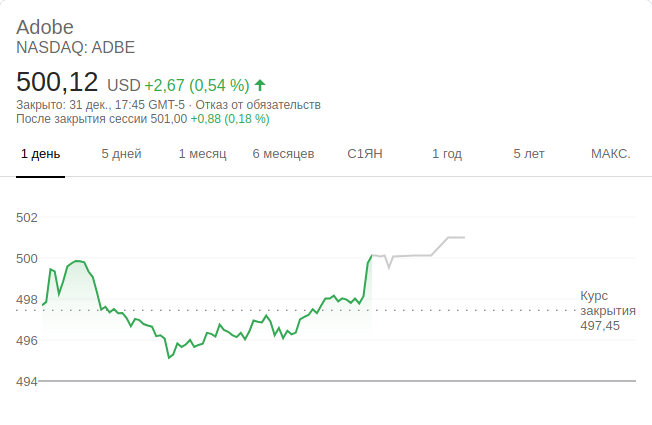 Adobe
NASDAQ: ADBE
500,12 USD +2,67 (0,54 %)
Закрыто: 31 дек., 17:45 GMT-5 · Отказ от обязательств
После закрытия сессии 501,00 +0,88 (0,18 %)
1 день 5 дней 1 месяц 6 месяцев С1ЯН 1 год 5 лет МАКС.
502
500
498
496
494
Курс
закрытия
497,45